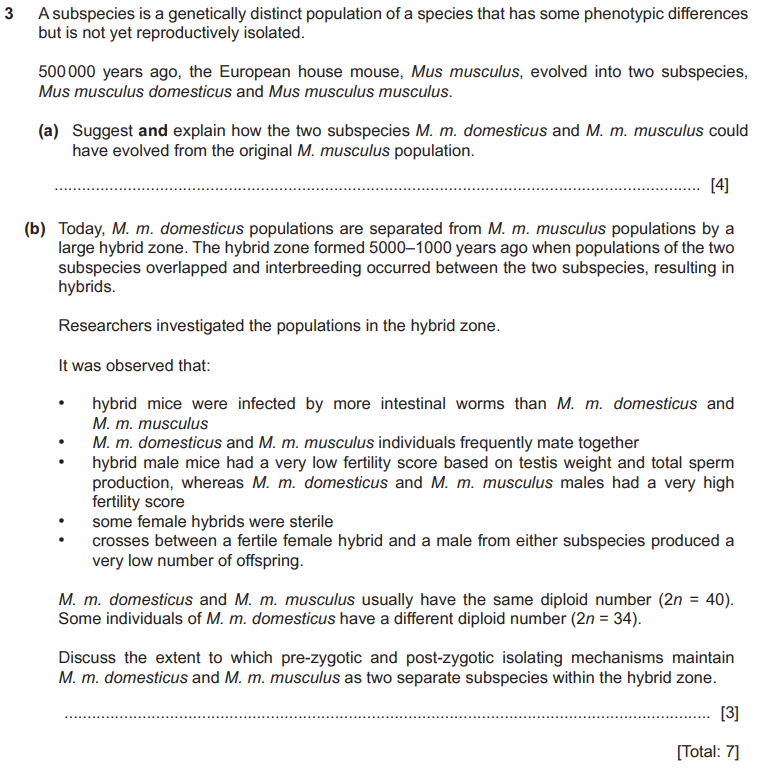 3 A subspecies is a genetically distinct population of a species that has some phenotypic differences
but is not yet reproductively isolated.
500000 years ago, the European house mouse, Mus musculus, evolved into two subspecies,
Mus musculus domesticus and Mus musculus musculus.
(a) Suggest and explain how the two subspecies M. m. domesticus and M. m. musculus could
have evolved from the original M. musculus population.
.......................................................................................................................................... [4]
(b) Today, M. m. domesticus populations are separated from M. m. musculus populations by a
large hybrid zone. The hybrid zone formed 5000–1000 years ago when populations of the two
subspecies overlapped and interbreeding occurred between the two subspecies, resulting in
hybrids.
Researchers investigated the populations in the hybrid zone.
It was observed that:
• hybrid mice were infected by more intestinal worms than M. m. domesticus and
M. m. musculus
• M. m. domesticus and M. m. musculus individuals frequently mate together
• hybrid male mice had a very low fertility score based on testis weight and total sperm
production, whereas M. m. domesticus and M. m. musculus males had a very high
fertility score
• some female hybrids were sterile
• crosses between a fertile female hybrid and a male from either subspecies produced a
very low number of offspring.
M. m. domesticus and M. m. musculus usually have the same diploid number (2n = 40).
Some individuals of M. m. domesticus have a different diploid number (2n = 34).
Discuss the extent to which pre-zygotic and post-zygotic isolating mechanisms maintain
M. m. domesticus and M. m. musculus as two separate subspecies within the hybrid zone.
.......................................................................................................................................... [3]
[Total: 7]